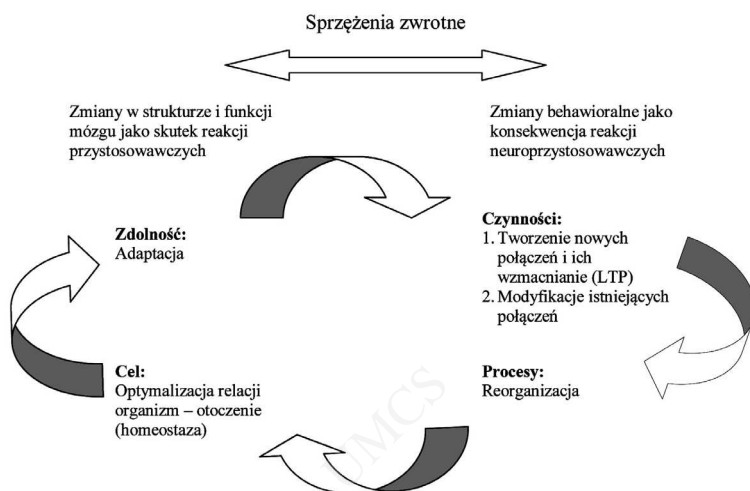 Sprzężenia zwrotne
Zmiany w strukturze i funkcji
mózgu jako skutek reakcji
przystosowawczych
Zmiany behawioralne jako
konsekwencja reakcji
neuroprzystosowawczych
Zdolność:
Adaptacja
Czynności:
1. Tworzenie nowych
połączeń i ich
wzmacnianie (LTP)
2. Modyfikacje istniejących
połączeń
Cel:
Optymalizacja relacji
organizm – otoczenie
(homeostaza)
Procesy:
Reorganizacja
UMCS